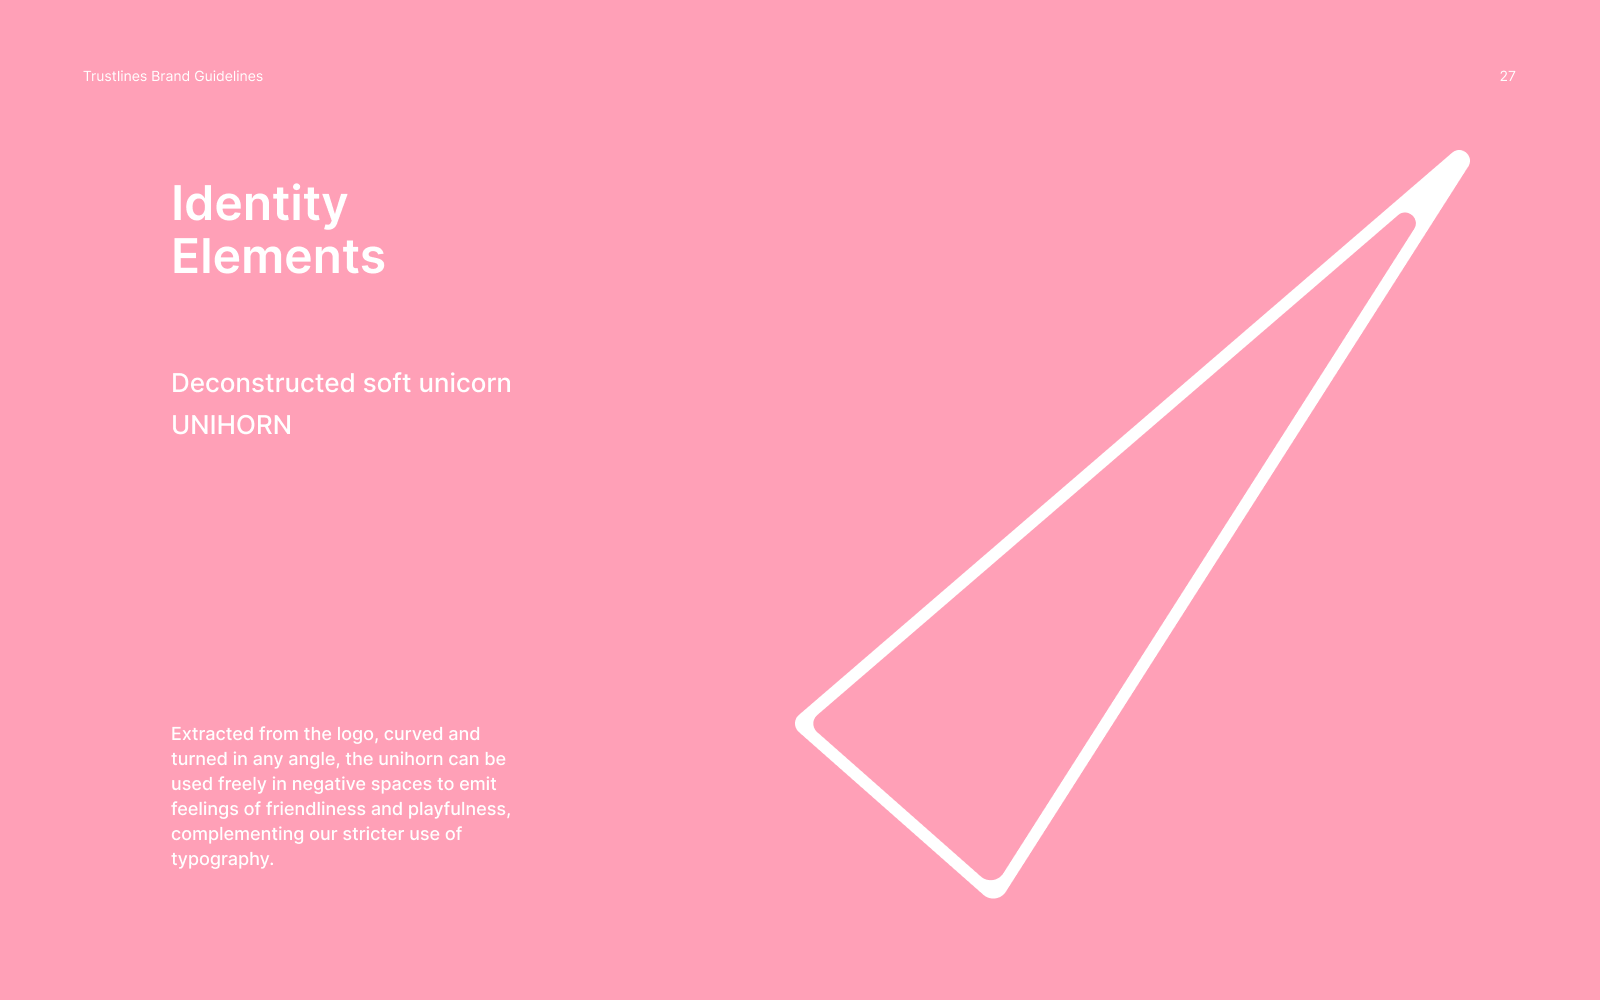 Trustlines Brand Guidelines
27
Identity
Elements
Deconstructed soft unicorn
UNIHORN
Extracted from the logo, curved and
turned in any angle, the unihorn can be
used freely in negative spaces to emit
feelings of friendliness and playfulness,
complementing our stricter use of
typography.